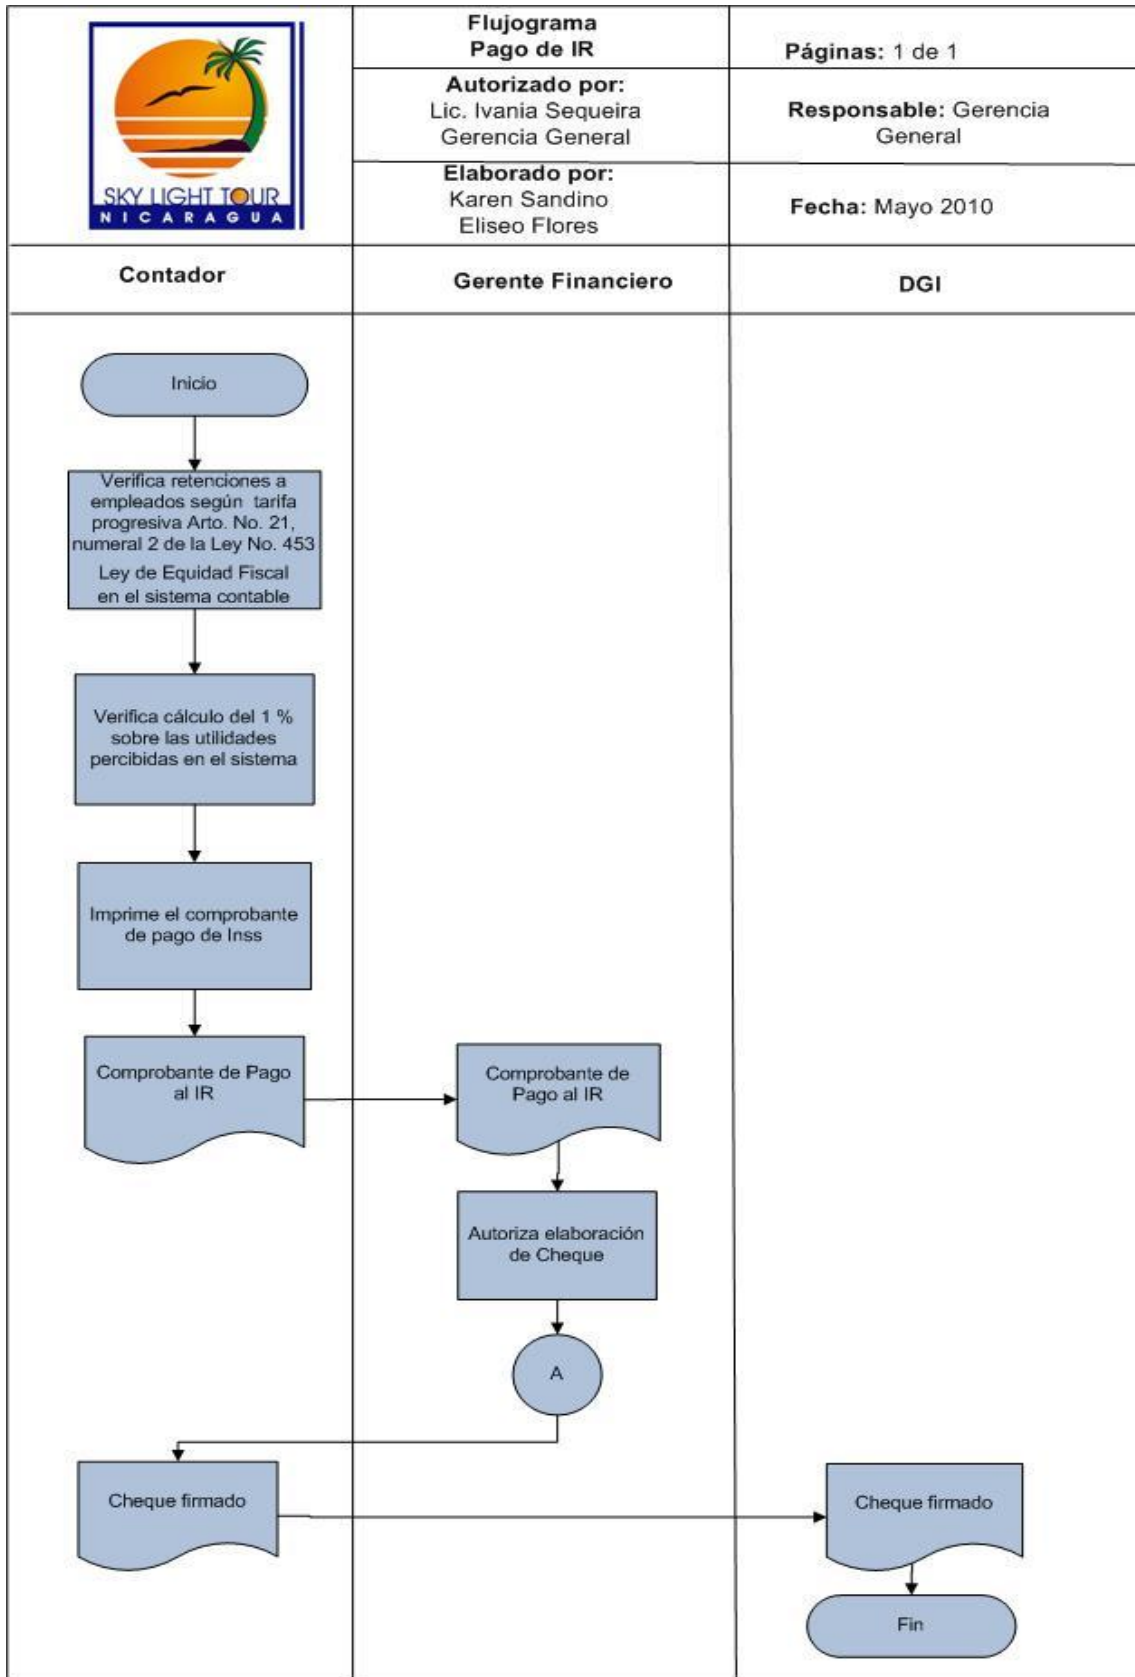 SKY LIGHT TOUR
NICARAGUA
Flujograma
Pago de IR
Páginas: 1 de 1
Autorizado por:
Lic. Ivania Sequeira
Gerencia General
Responsable: Gerencia
General
Elaborado por:
Karen Sandino
Eliseo Flores
Fecha: Mayo 2010
Contador
Gerente Financiero
DGI
Inicio
Verifica retenciones a
empleados según tarifa
progresiva Arto. No. 21,
numeral 2 de la Ley No. 453
Ley de Equidad Fiscal
en el sistema contable
Verifica cálculo del 1 %
sobre las utilidades
percibidas en el sistema
Imprime el comprobante
de pago de Inss
Comprobante de Pago
al IR
Comprobante de
Pago al IR
Autoriza elaboración
de Cheque
A
Cheque firmado
Cheque firmado
Fin